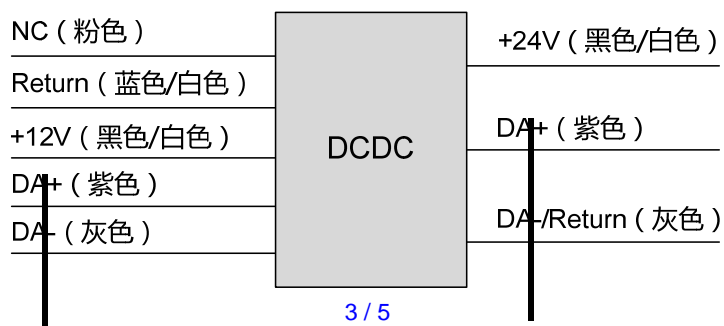 NC（粉色）
Return（蓝色/白色）
+12V（黑色/白色）
DA+（紫色）
DA-（灰色）
DCDC
+24V（黑色/白色）
DA+（紫色）
DA-/Return（灰色）
3 / 5